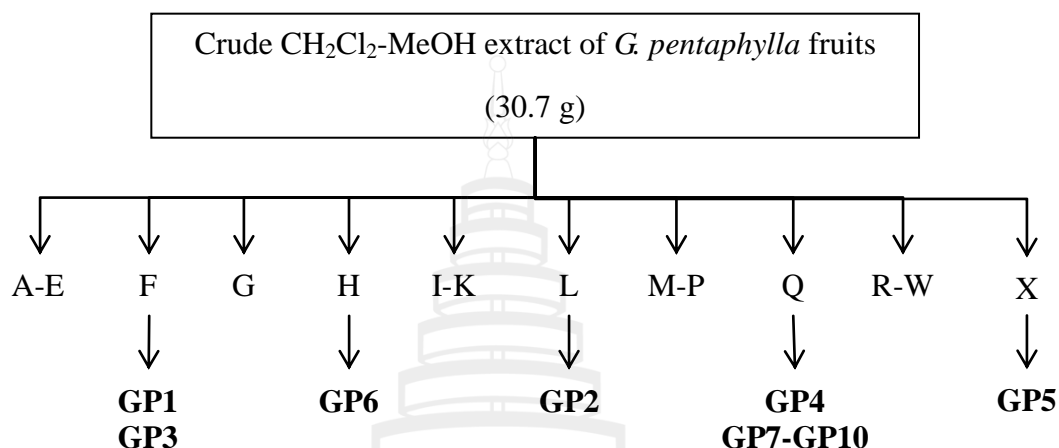 Crude CH₂Cl₂-MeOH extract of G. pentaphylla fruits
(30.7 g)
A-E F G H I-K L M-P Q R-W X
GP1 GP6 GP2 GP4 GP5
GP3 GP7-GP10